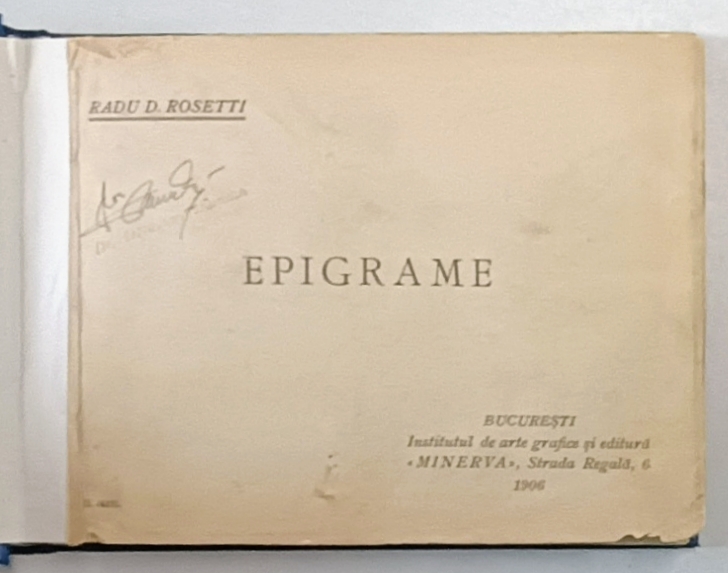 RADU D. ROSETTI
EPIGRAME
BUCUREȘTI
Institutul de arte grafice și editură
«MINERVA», Strada Regală, 6
1906